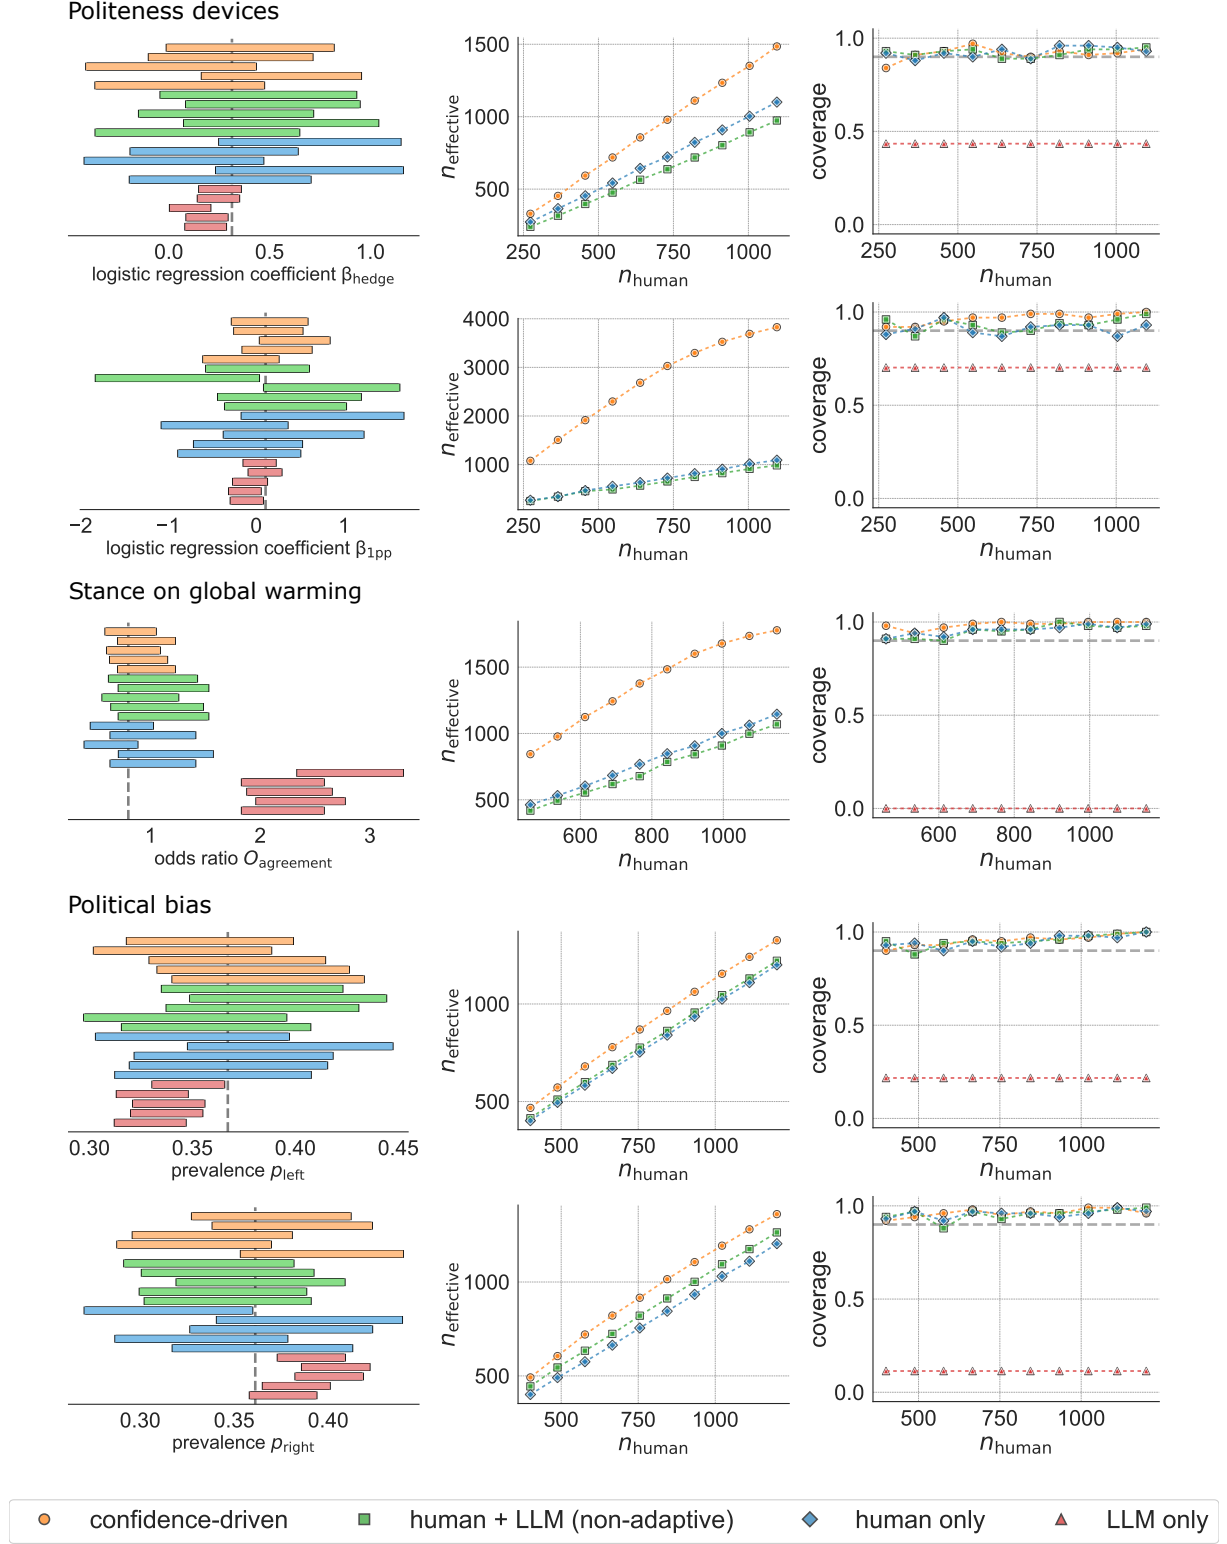 Politeness devices
0.0 0.5 1.0
logistic regression coefficient βhedge
1500
1000
500
neffective
250 500 750 1000
nhuman
1.0
0.5
0.0
coverage
250 500 750 1000
nhuman
−2 −1 0 1
logistic regression coefficient β1pp
4000
3000
2000
1000
neffective
250 500 750 1000
nhuman
1.0
0.5
0.0
coverage
250 500 750 1000
nhuman
Stance on global warming
1 2 3
odds ratio Oagreement
1500
1000
500
neffective
600 800 1000
nhuman
1.0
0.5
0.0
coverage
600 800 1000
nhuman
Political bias
0.30 0.35 0.40 0.45
prevalence pleft
1000
500
neffective
500 750 1000
nhuman
1.0
0.5
0.0
coverage
500 750 1000
nhuman
0.30 0.35 0.40
prevalence pright
1000
500
neffective
500 750 1000
nhuman
1.0
0.5
0.0
coverage
500 750 1000
nhuman
confidence-driven human + LLM (non-adaptive) human only LLM only